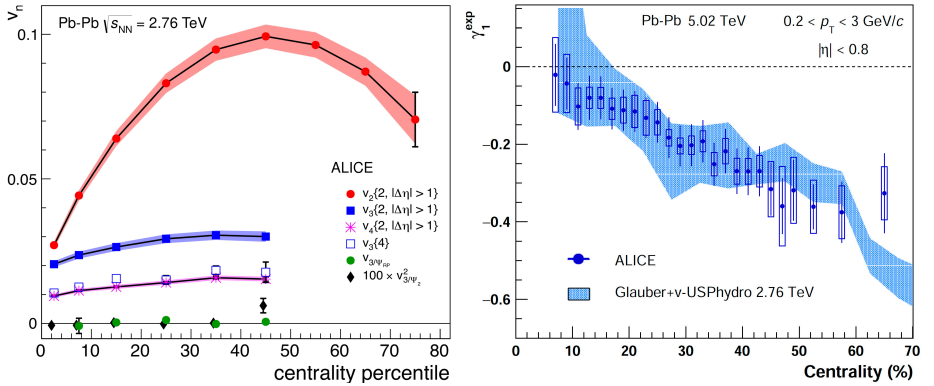 v_n
Pb-Pb √s_NN = 2.76 TeV
0.1
0.05
0
ALICE
v_2{2, |Δη| > 1}
v_3{2, |Δη| > 1}
v_4{2, |Δη| > 1}
v_3{4}
v_3/Ψ_RP
100 × v²_3/Ψ_2
0 10 20 30 40 50 60 70 80
centrality percentile
γ_1^exp
Pb-Pb 5.02 TeV
0.2 < p_T < 3 GeV/c
|η| < 0.8
0
−0.2
−0.4
−0.6
ALICE
Glauber+v-USPhydro 2.76 TeV
0 10 20 30 40 50 60 70
Centrality (%)